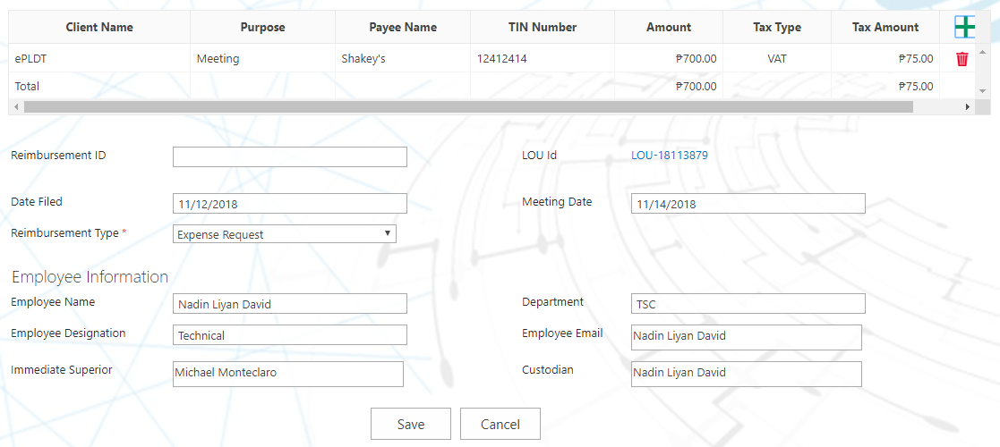 Client Name Purpose Payee Name TIN Number Amount Tax Type Tax Amount
ePLDT Meeting Shakey's 12412414 ₱700.00 VAT ₱75.00
Total ₱700.00 ₱75.00
Reimbursement ID LOU Id LOU-18113879
Date Filed 11/12/2018 Meeting Date 11/14/2018
Reimbursement Type * Expense Request
Employee Information
Employee Name Nadin Liyan David Department TSC
Employee Designation Technical Employee Email Nadin Liyan David
Immediate Superior Michael Monteclaro Custodian Nadin Liyan David
Save Cancel